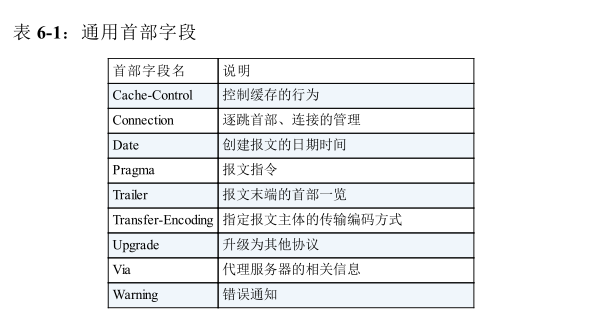 表 6-1：通用首部字段
首部字段名 说明
Cache-Control 控制缓存的行为
Connection 逐跳首部、连接的管理
Date 创建报文的日期时间
Pragma 报文指令
Trailer 报文末端的首部一览
Transfer-Encoding 指定报文主体的传输编码方式
Upgrade 升级为其他协议
Via 代理服务器的相关信息
Warning 错误通知